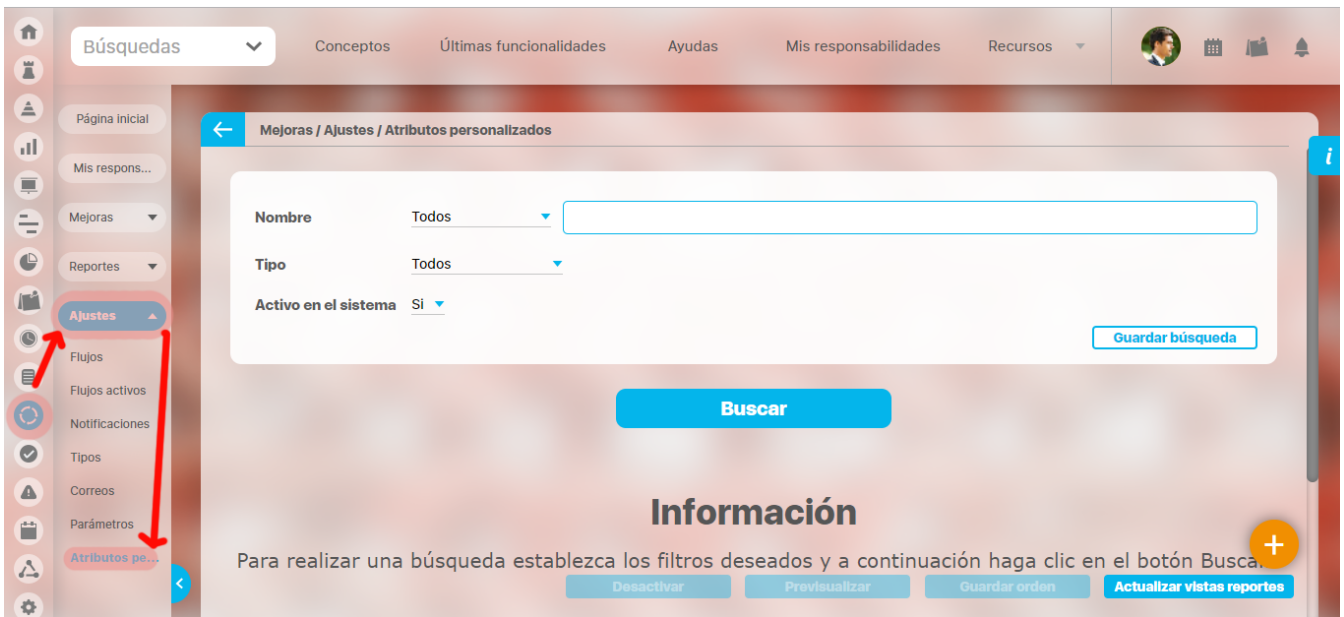 Búsquedas
Conceptos
Últimas funcionalidades
Ayudas
Mis responsabilidades
Recursos
Página inicial
Mis respons...
Mejoras
Reportes
Ajustes
Flujos
Flujos activos
Notificaciones
Tipos
Correos
Parámetros
Atributos pe...
Mejoras / Ajustes / Atributos personalizados
i
Nombre Todos
Tipo Todos
Activo en el sistema Si
Guardar búsqueda
Buscar
Información
Para realizar una búsqueda establezca los filtros deseados y a continuación haga clic en el botón Buscar
+
Desactivar
Previsualizar
Guardar orden
Actualizar vistas reportes